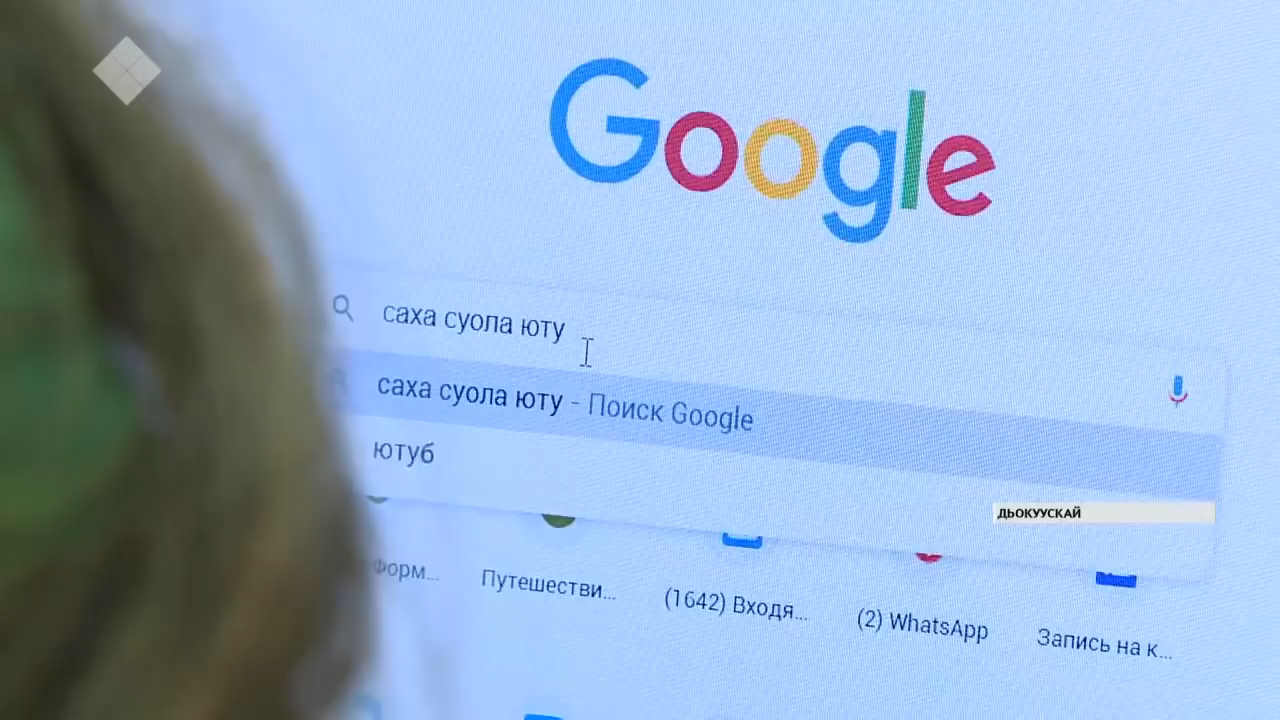 Google
саха суола юту
саха суола юту - Поиск Google
ютуб
ДЬОКУУСКАЙ
Форм...
Путешестви...
(1642) Входя...
(2) WhatsApp
Запись на к...